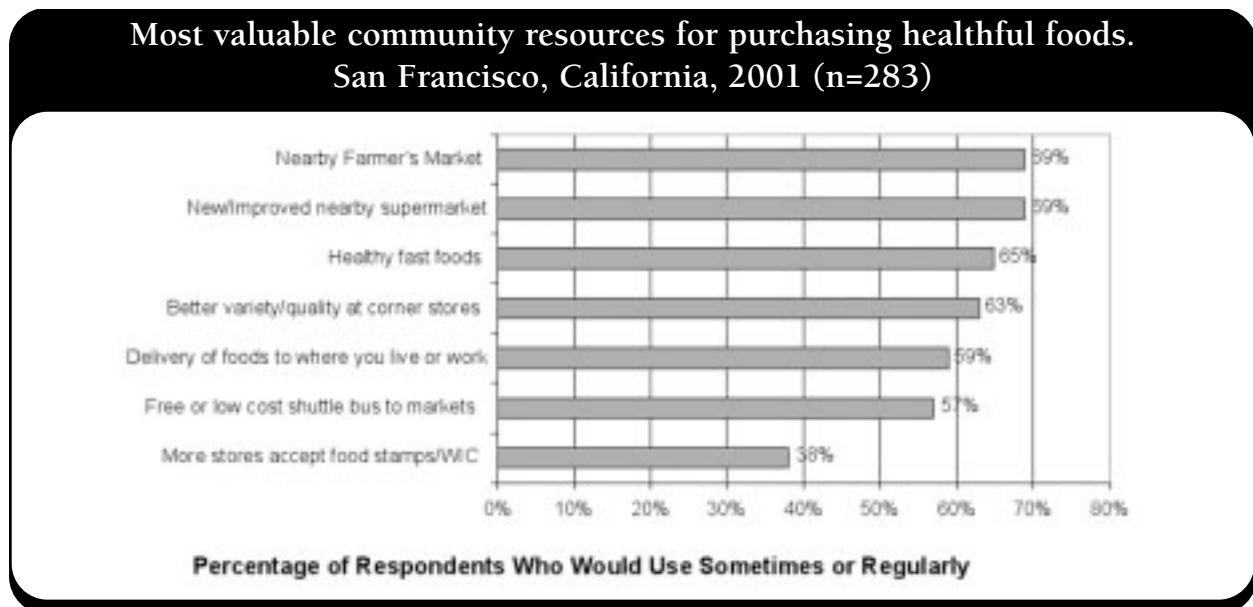 Most valuable community resources for purchasing healthful foods.
San Francisco, California, 2001 (n=283)
Nearby Farmer's Market 69%
New/Improved nearby supermarket 69%
Healthy fast foods 65%
Better variety/quality at corner stores 63%
Delivery of foods to where you live or work 59%
Free or low cost shuttle bus to markets 57%
More stores accept food stamps/WIC 38%
0% 10% 20% 30% 40% 50% 60% 70% 80%
Percentage of Respondents Who Would Use Sometimes or Regularly